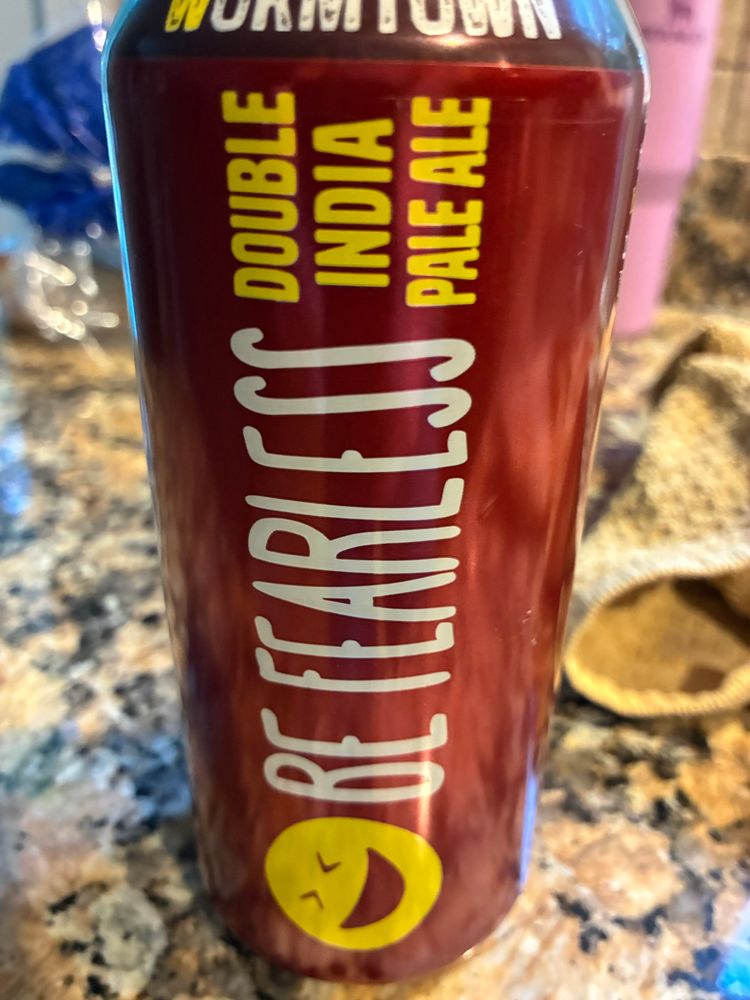 WORMTOWN
DOUBLE
INDIA
PALE ALE
BE FEARLESS